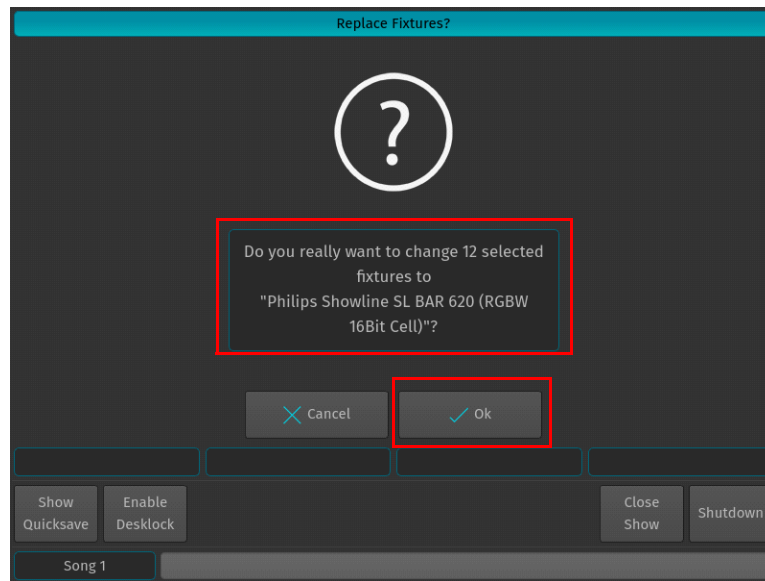 Replace Fixtures?
?
Do you really want to change 12 selected
fixtures to
"Philips Showline SL BAR 620 (RGBW
16Bit Cell)"?
Cancel
Ok
Show
Quicksave
Enable
Desklock
Close
Show
Shutdown
Song 1